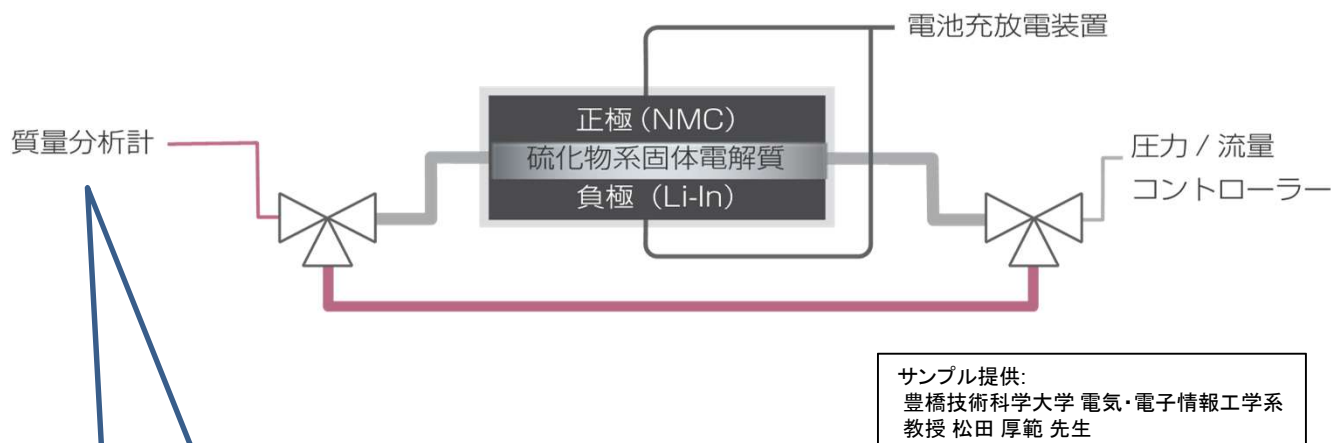 電池充放電装置
正極（NMC）
質量分析計
硫化物系固体電解質
圧力 / 流量
コントローラー
負極（Li-In）
サンプル提供:
豊橋技術科学大学 電気・電子情報工学系
教授 松田 厚範 先生